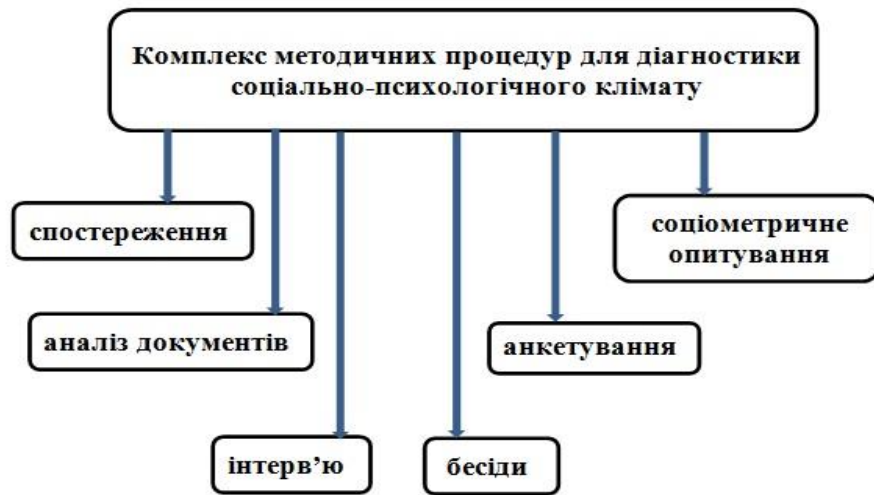 Комплекс методичних процедур для діагностики
соціально-психологічного клімату
спостереження
соціометричне
опитування
аналіз документів
анкетування
інтерв’ю
бесіди